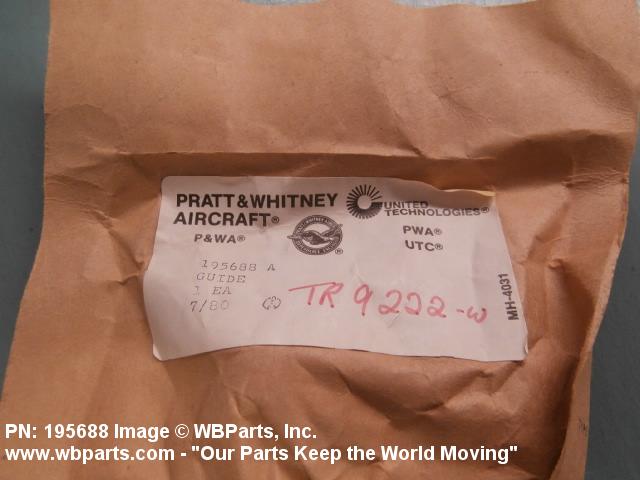 PRATT & WHITNEY
AIRCRAFT®
P&WA®
UNITED
TECHNOLOGIES®
PWA®
UTC®
195688 A
GUIDE
1 EA
7/80
TR 9222-w
MH-4031
PN: 195688 Image © WBParts, Inc.
www.wbparts.com - "Our Parts Keep the World Moving"